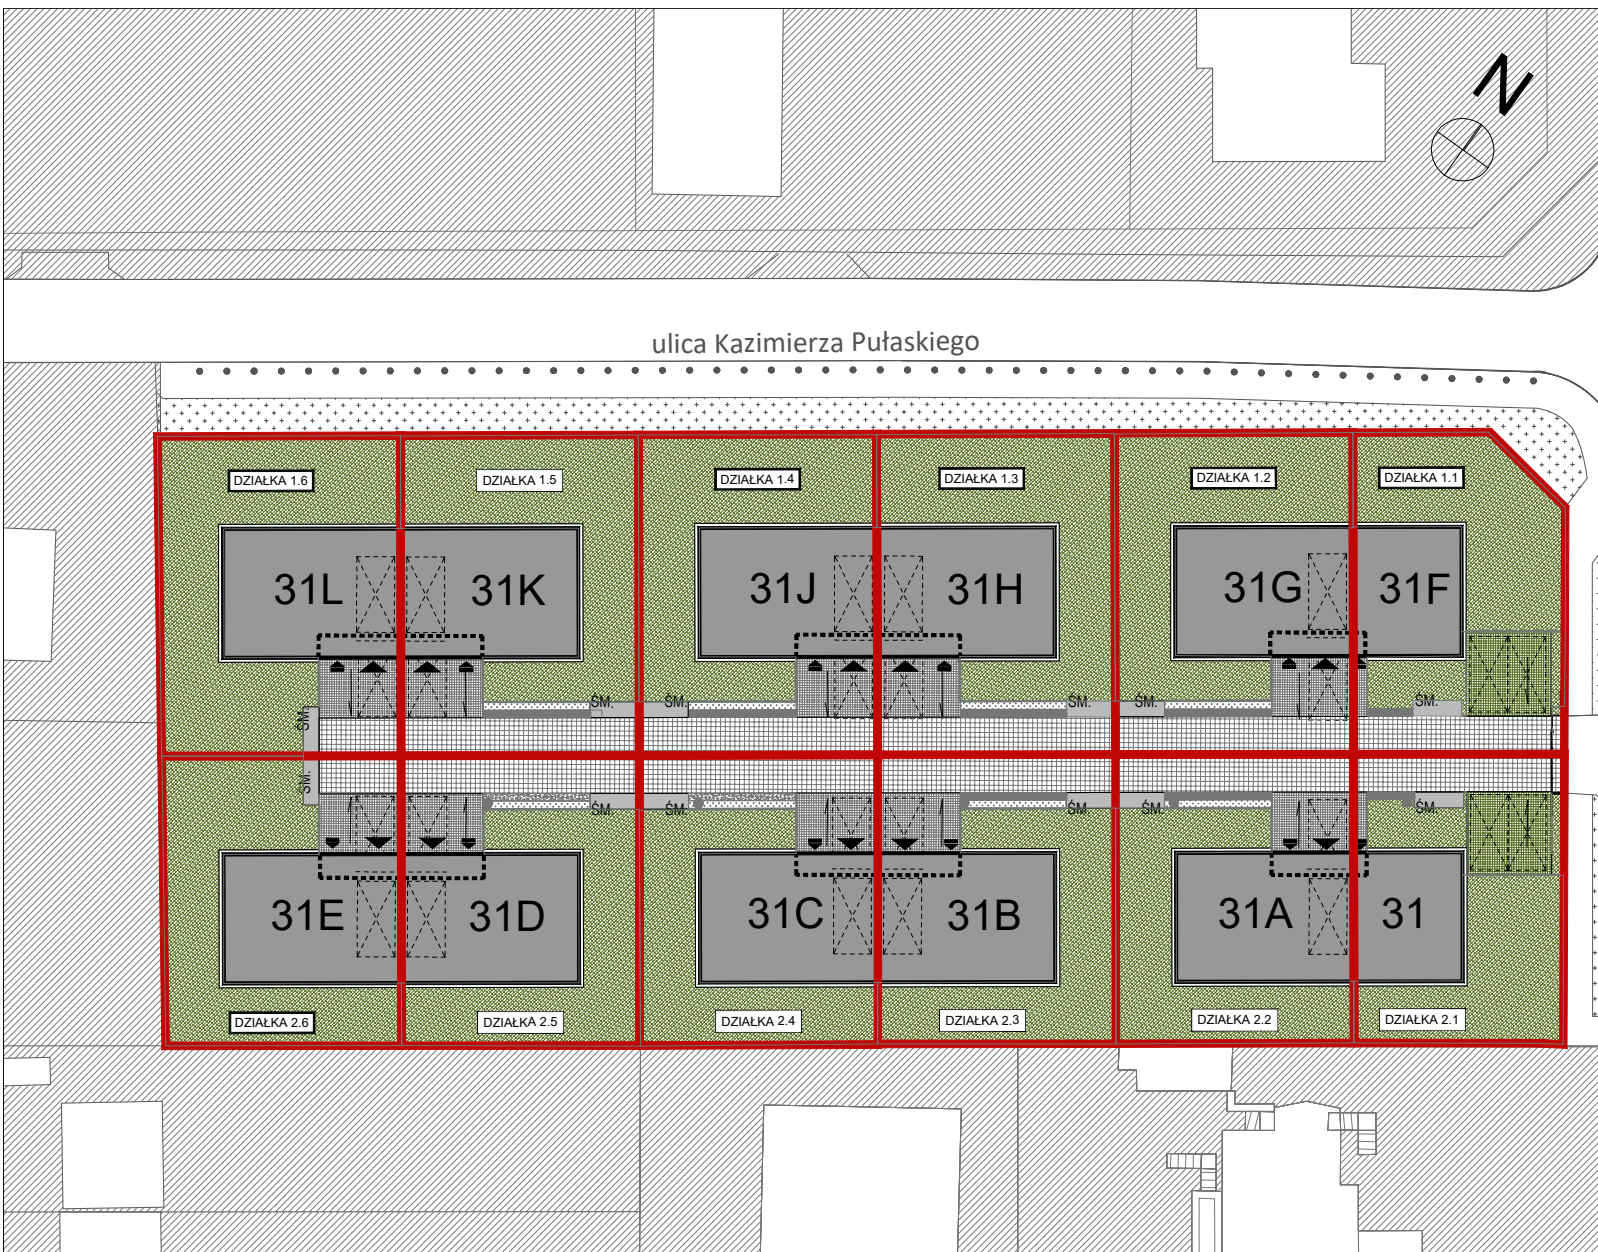 N
ulica Kazimierza Pułaskiego
DZIAŁKA 1.6
DZIAŁKA 1.5
DZIAŁKA 1.4
DZIAŁKA 1.3
DZIAŁKA 1.2
DZIAŁKA 1.1
31L
31K
31J
31H
31G
31F
ŚM.
ŚM.
ŚM.
ŚM.
ŚM.
ŚM.
ŚM.
ŚM.
ŚM.
ŚM.
ŚM.
ŚM.
ŚM.
ŚM.
31E
31D
31C
31B
31A
31
DZIAŁKA 2.6
DZIAŁKA 2.5
DZIAŁKA 2.4
DZIAŁKA 2.3
DZIAŁKA 2.2
DZIAŁKA 2.1